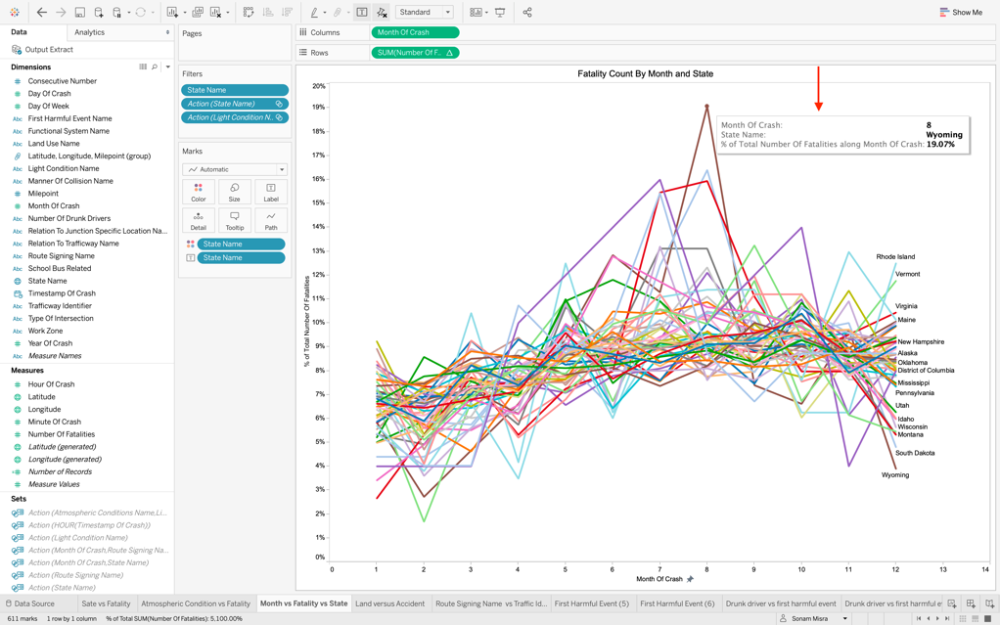 Standard
Show Me
Data
Analytics
Output Extract
Dimensions
Consecutive Number
Day Of Crash
Day Of Week
Abc First Harmful Event Name
Abc Functional System Name
Abc Land Use Name
Latitude, Longitude, Milepoint (group)
Abc Light Condition Name
Abc Manner Of Collision Name
Milepoint
Month Of Crash
Abc Number Of Drunk Drivers
Abc Relation To Junction Specific Location Na...
Abc Relation To Trafficway Name
Abc Route Signing Name
Abc School Bus Related
State Name
Timestamp Of Crash
Abc Trafficway Identifier
Abc Type Of Intersection
Abc Work Zone
Year Of Crash
Abc Measure Names
Measures
Hour Of Crash
Latitude
Longitude
Minute Of Crash
Number Of Fatalities
Latitude (generated)
Longitude (generated)
Number of Records
Measure Values
Sets
Action (Atmospheric Conditions Name,Li...
Action (HOUR(Timestamp Of Crash))
Action (Light Condition Name)
Action (Month Of Crash,Route Signing Na...
Action (Month Of Crash,State Name)
Action (Route Signing Name)
Action (State Name)
Pages
Filters
State Name
Action (State Name)
Action (Light Condition N..
Marks
Automatic
Color
Size
Label
Detail
Tooltip
Path
State Name
State Name
Columns
Month Of Crash
Rows
SUM(Number Of F..
Fatality Count By Month and State
20%
19%
18%
17%
16%
15%
14%
13%
12%
11%
10%
9%
8%
7%
6%
5%
4%
3%
2%
1%
0%
% of Total Number Of Fatalities
0 1 2 3 4 5 6 7 8 9 10 11 12 13 14
Month Of Crash
Month Of Crash: 8
State Name: Wyoming
% of Total Number Of Fatalities along Month Of Crash: 19.07%
Rhode Island
Vermont
Virginia
Maine
New Hampshire
Alaska
Oklahoma
District of Columbia
Mississippi
Pennsylvania
Utah
Idaho
Wisconsin
Montana
South Dakota
Wyoming
Data Source
Sate vs Fatality
Atmospheric Condition vs Fatality
Month vs Fatality vs State
Land versus Accident
Route Signing Name vs Traffic Id...
First Harmful Event (5)
First Harmful Event (6)
Drunk driver vs first harmful event
Drunk driver vs first harmful e
611 marks
1 row by 1 column
% of Total SUM(Number Of Fatalities): 5,100.00%
Sonam Misra